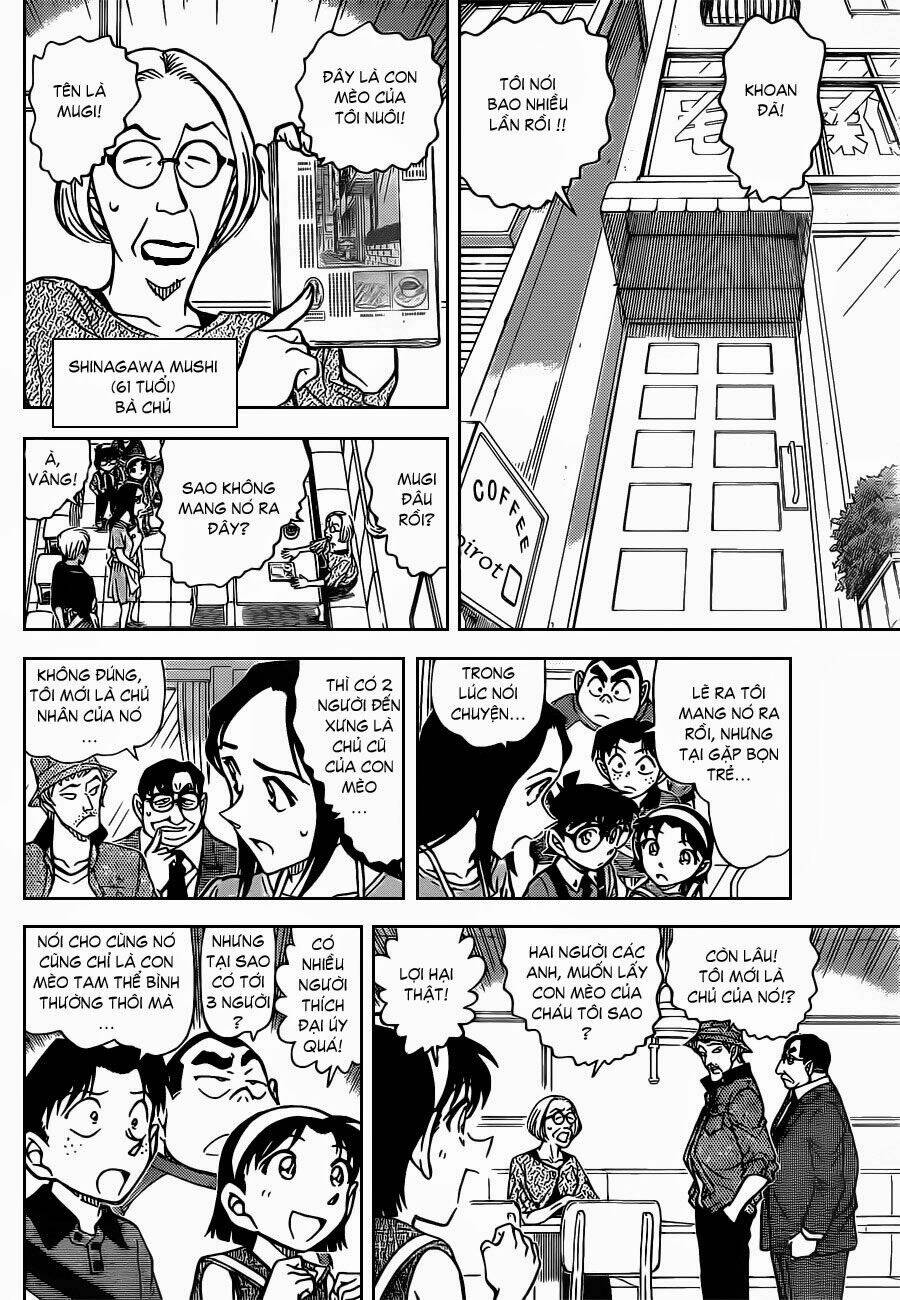 KHOAN
ĐÃ!
TÔI NÓI
BAO NHIÊU
LẦN RỒI !!
COFFEE
ĐÂY LÀ CON
MÈO CỦA
TÔI NUÔI!
TÊN LÀ
MUGI!
SHINAGAWA MUSHI
(61 TUỔI)
BÀ CHỦ
MUGI
ĐÂU
RỒI?
SAO KHÔNG
MANG NÓ RA
ĐÂY?
À,
VÂNG!
LẼ RA TÔI
MANG NÓ RA
RỒI, NHƯNG
TẠI GẶP BỌN
TRẺ...
TRONG
LÚC NÓI
CHUYỆN...
THÌ CÓ 2
NGƯỜI ĐẾN
XƯNG LÀ
CHỦ CŨ
CỦA CON
MÈO
...
KHÔNG ĐÚNG,
TÔI MỚI LÀ CHỦ
NHÂN CỦA NÓ
...
CÒN LÂU!
TÔI MỚI LÀ
CHỦ CỦA NÓ!?
HAI NGƯỜI CÁC
ANH, MUỐN LẤY
CON MÈO CỦA
CHÁU TÔI SAO
?
LỢI HẠI
THẬT!
CÓ
NHIỀU
NGƯỜI
THÍCH
ĐẠI ÚY
QUÁ!
NHƯNG
TẠI SAO
CÓ TỚI
3 NGƯỜI
?
NÓI CHO CÙNG NÓ
CŨNG CHỈ LÀ CON
MÈO TAM THỂ BÌNH
THƯỜNG THÔI MÀ
...